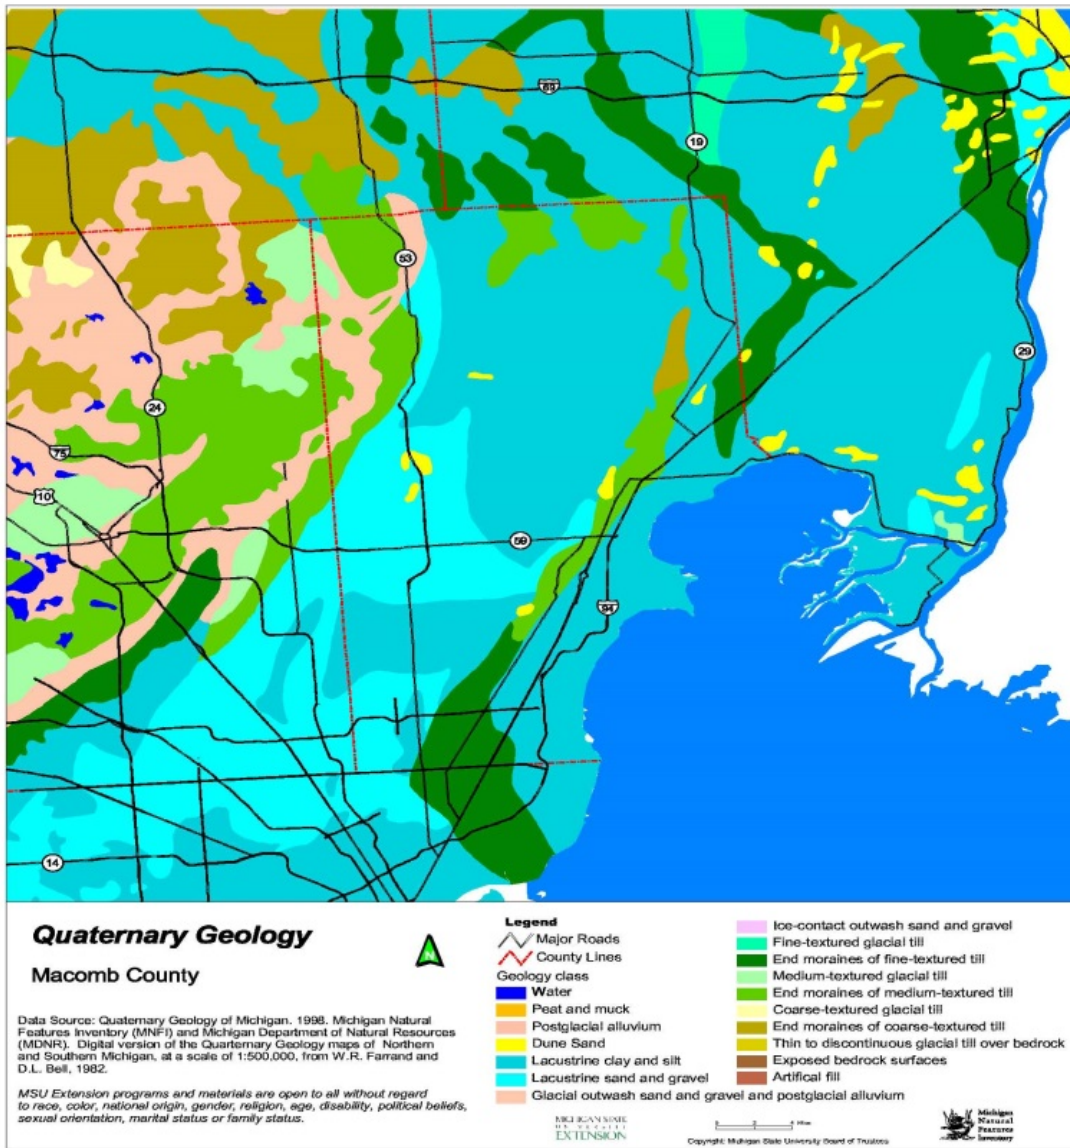 69
19
53
29
24
75
10
59
94
14
Quaternary Geology
Macomb County
N
Data Source: Quaternary Geology of Michigan. 1998. Michigan Natural
Features Inventory (MNFI) and Michigan Department of Natural Resources
(MDNR). Digital version of the Quarternary Geology maps of Northern
and Southern Michigan, at a scale of 1:500,000, from W.R. Farrand and
D.L. Bell, 1982.
MSU Extension programs and materials are open to all without regard
to race, color, national origin, gender, religion, age, disability, political beliefs,
sexual orientation, marital status or family status.
Legend
Major Roads
County Lines
Geology class
Water
Peat and muck
Postglacial alluvium
Dune Sand
Lacustrine clay and silt
Lacustrine sand and gravel
Glacial outwash sand and gravel and postglacial alluvium
Ice-contact outwash sand and gravel
Fine-textured glacial till
End moraines of fine-textured till
Medium-textured glacial till
End moraines of medium-textured till
Coarse-textured glacial till
End moraines of coarse-textured till
Thin to discontinuous glacial till over bedrock
Exposed bedrock surfaces
Artifical fill
MICHIGAN STATE
UNIVERSITY
EXTENSION
Miles
Copyright: Michigan State University Board of Trustees
Michigan
Natural
Features
Inventory